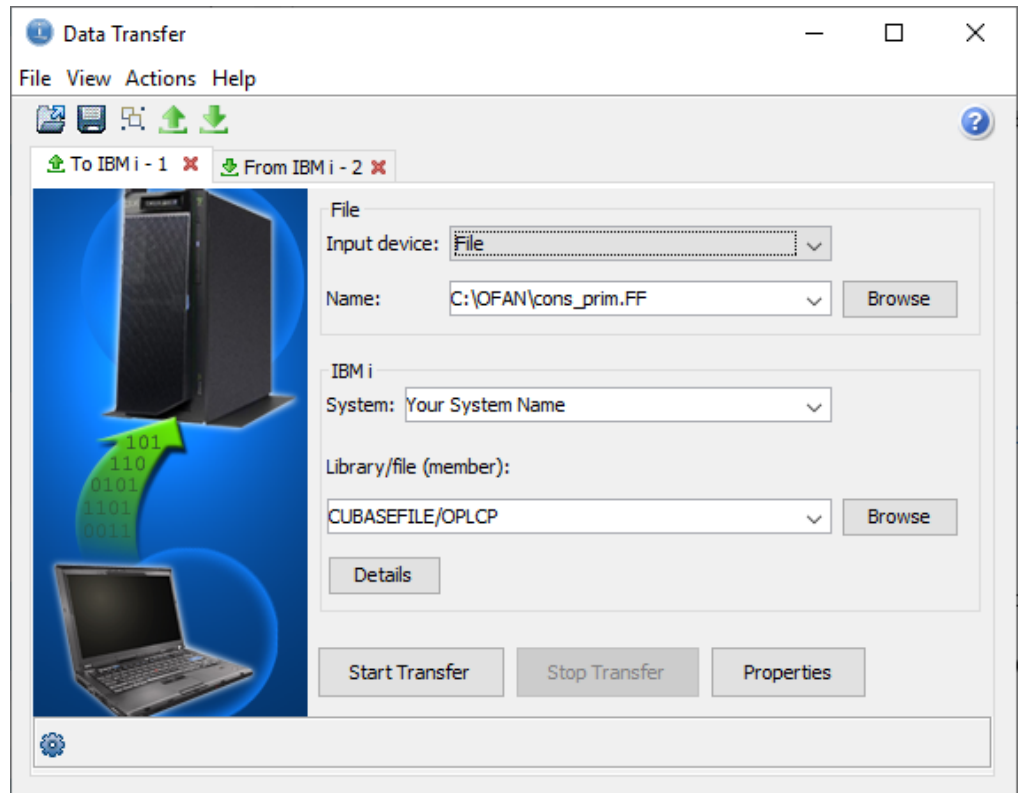 Data Transfer
File View Actions Help
To IBM i - 1
From IBM i - 2
File
Input device: File
Name: C:\OFAN\cons_prim.FF Browse
IBM i
System: Your System Name
Library/file (member):
CUBASEFILE/OPLCP Browse
Details
101
110
0101
1101
0011
Start Transfer Stop Transfer Properties